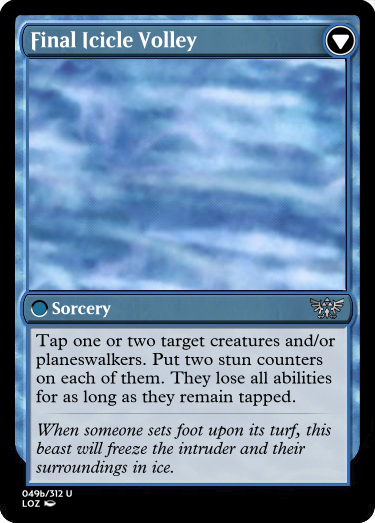 Final Icicle Volley
Sorcery
Tap one or two target creatures and/or
planeswalkers. Put two stun counters
on each of them. They lose all abilities
for as long as they remain tapped.
When someone sets foot upon its turf, this
beast will freeze the intruder and their
surroundings in ice.
049b/312 U
LOZ